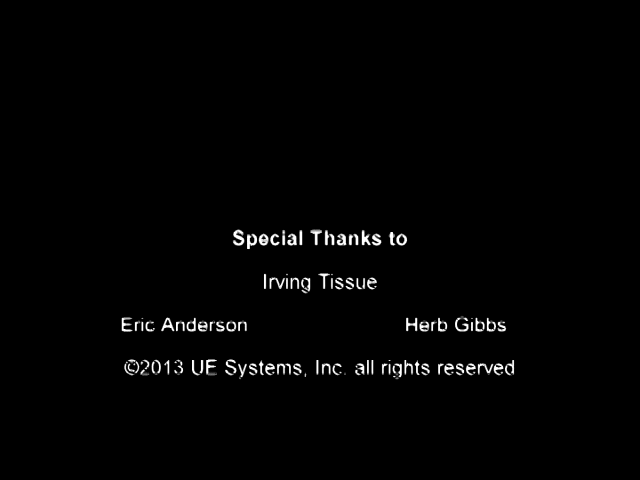 Special Thanks to
Irving Tissue
Eric Anderson Herb Gibbs
©2013 UE Systems, Inc. all rights reserved